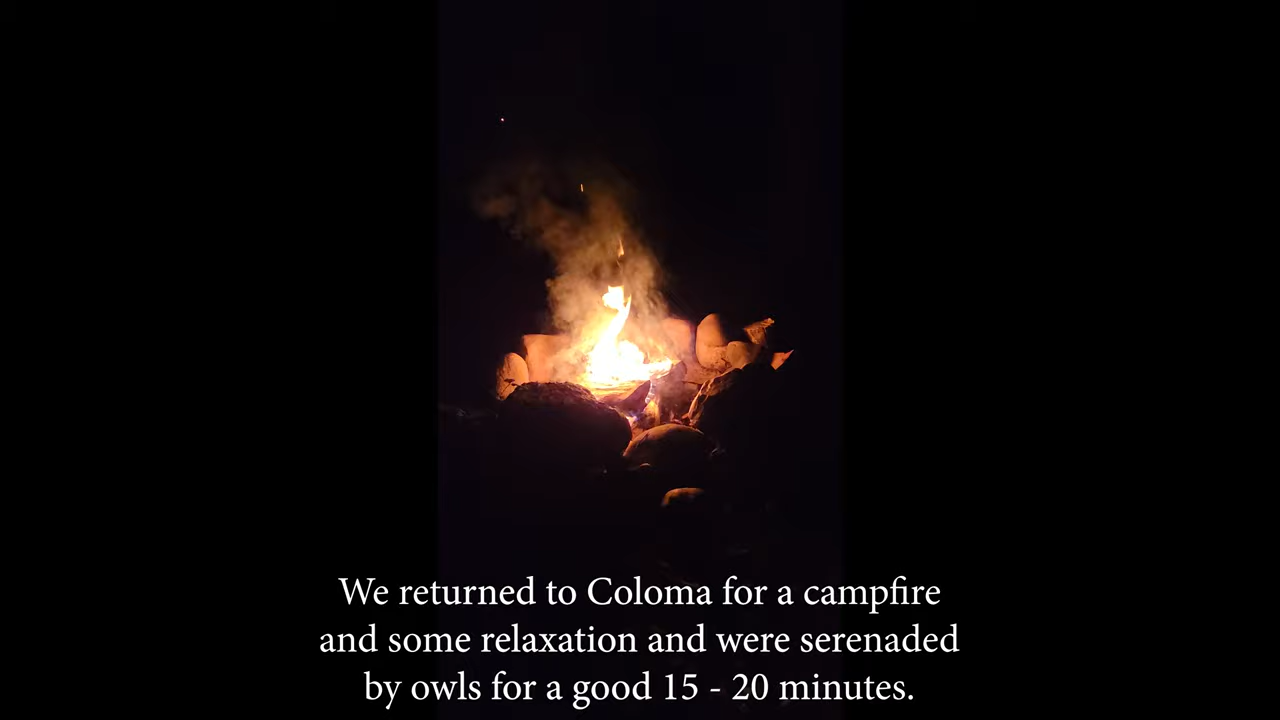 We returned to Coloma for a campfire
and some relaxation and were serenaded
by owls for a good 15 - 20 minutes.